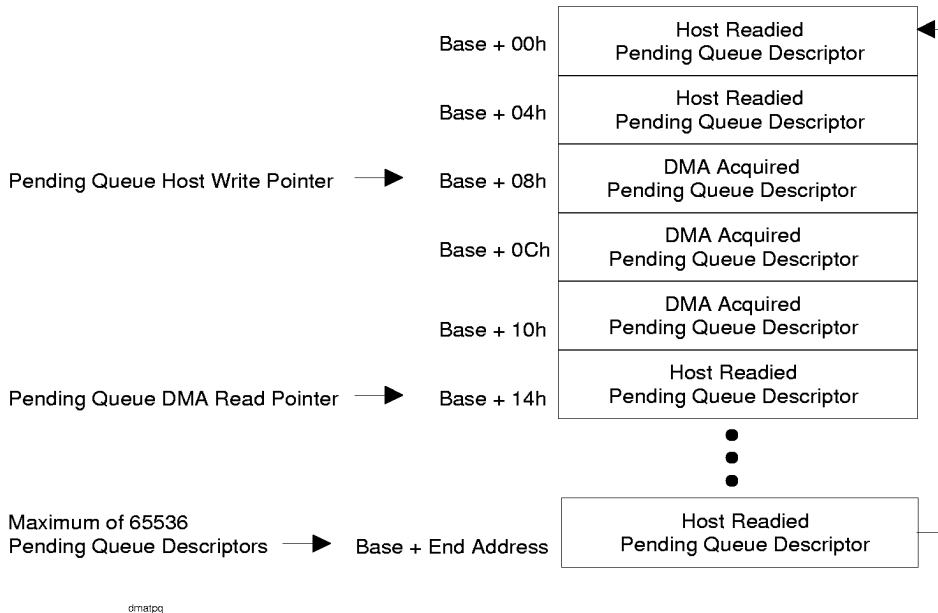 Base + 00h
Host Readied
Pending Queue Descriptor
Base + 04h
Host Readied
Pending Queue Descriptor
Pending Queue Host Write Pointer
Base + 08h
DMA Acquired
Pending Queue Descriptor
Base + 0Ch
DMA Acquired
Pending Queue Descriptor
Base + 10h
DMA Acquired
Pending Queue Descriptor
Pending Queue DMA Read Pointer
Base + 14h
Host Readied
Pending Queue Descriptor
Maximum of 65536
Pending Queue Descriptors
Base + End Address
Host Readied
Pending Queue Descriptor
dmatpq